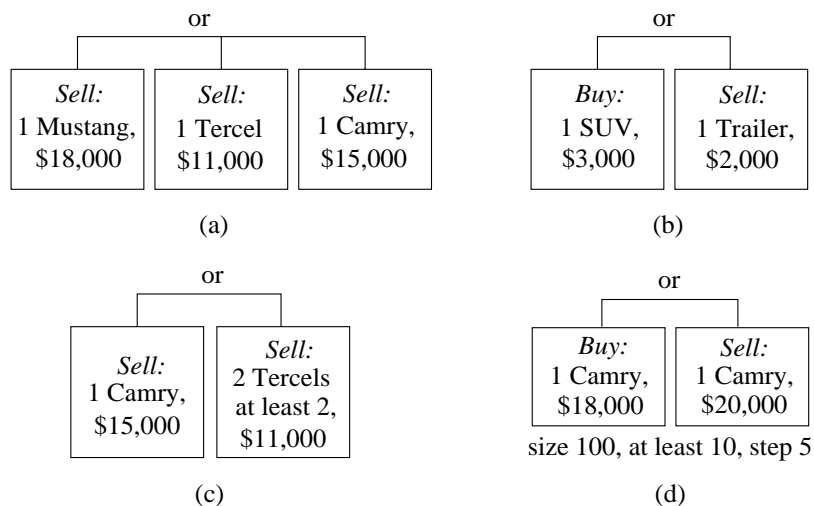 or
Sell:
1 Mustang,
$18,000
Sell:
1 Tercel
$11,000
Sell:
1 Camry,
$15,000
(a)
or
Buy:
1 SUV,
$3,000
Sell:
1 Trailer,
$2,000
(b)
or
Sell:
1 Camry,
$15,000
Sell:
2 Tercels
at least 2,
$11,000
(c)
or
Buy:
1 Camry,
$18,000
Sell:
1 Camry,
$20,000
size 100, at least 10, step 5
(d)